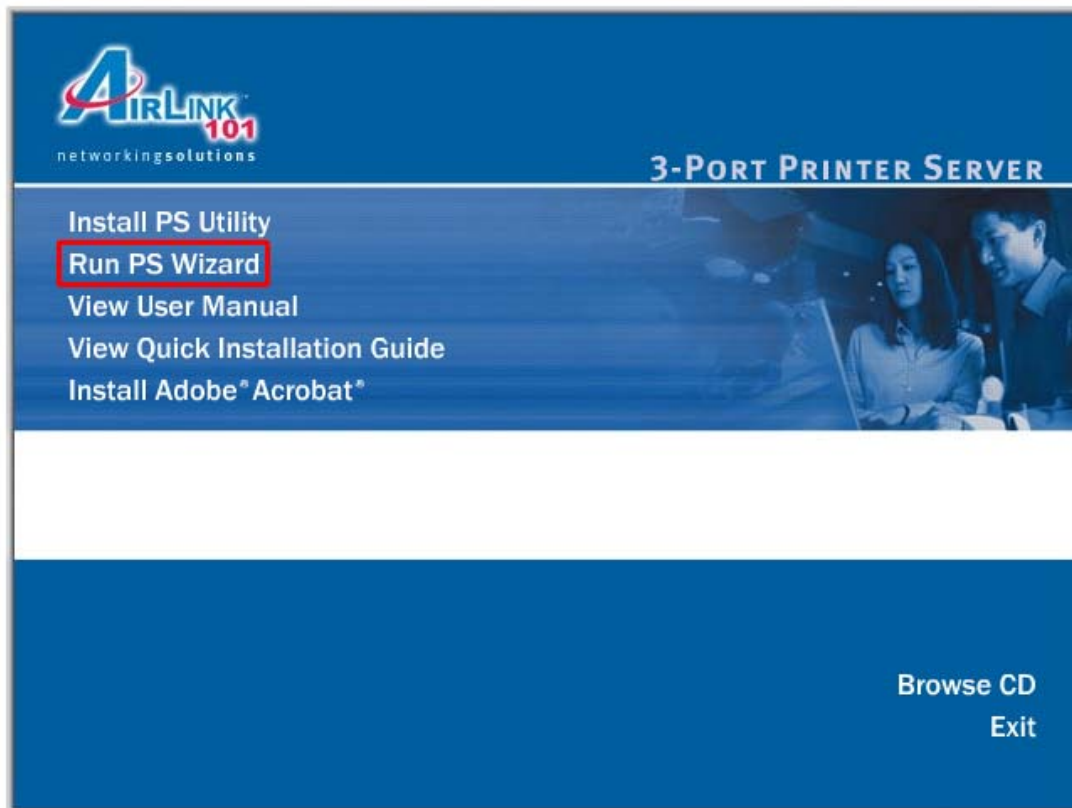 AIRLINK™
101
networkingsolutions
3-PORT PRINTER SERVER
Install PS Utility
Run PS Wizard
View User Manual
View Quick Installation Guide
Install Adobe® Acrobat®
Browse CD
Exit